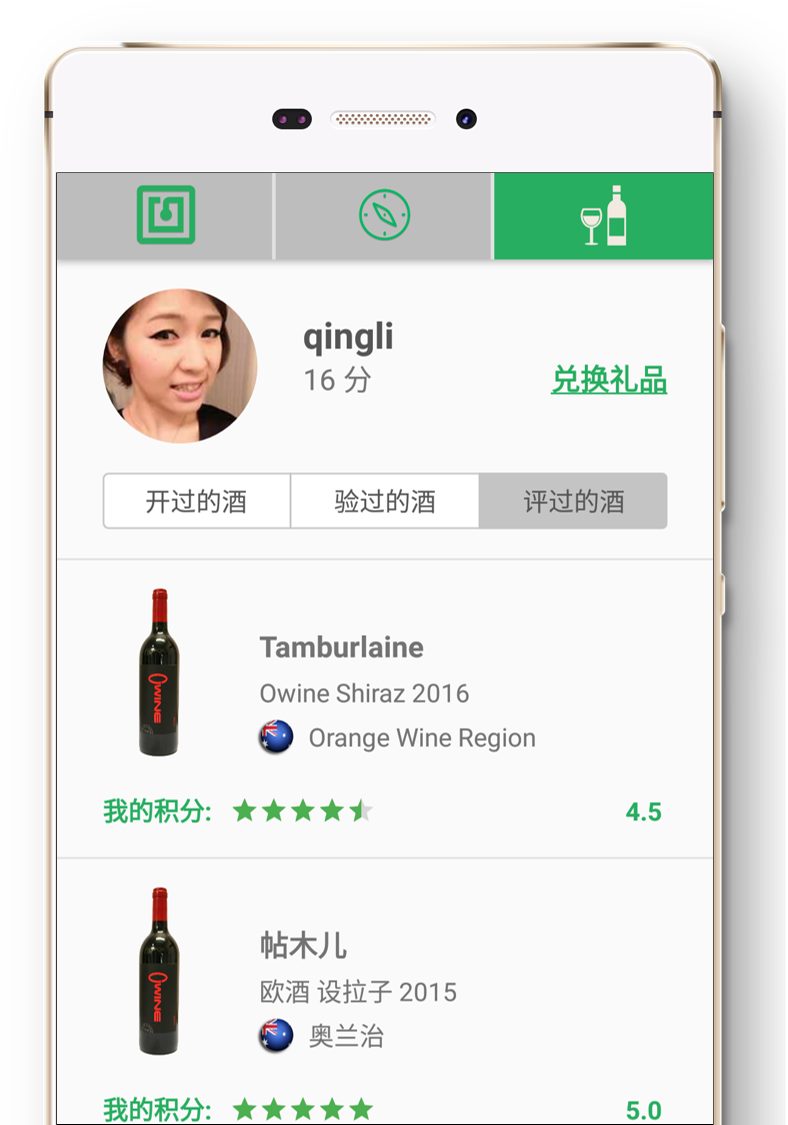 qingli
16 分
兑换礼品
开过的酒
验过的酒
评过的酒
OWINE
Tamburlaine
Owine Shiraz 2016
Orange Wine Region
我的积分:
4.5
OWINE
帖木儿
欧酒 设拉子 2015
奥兰治
我的积分:
5.0